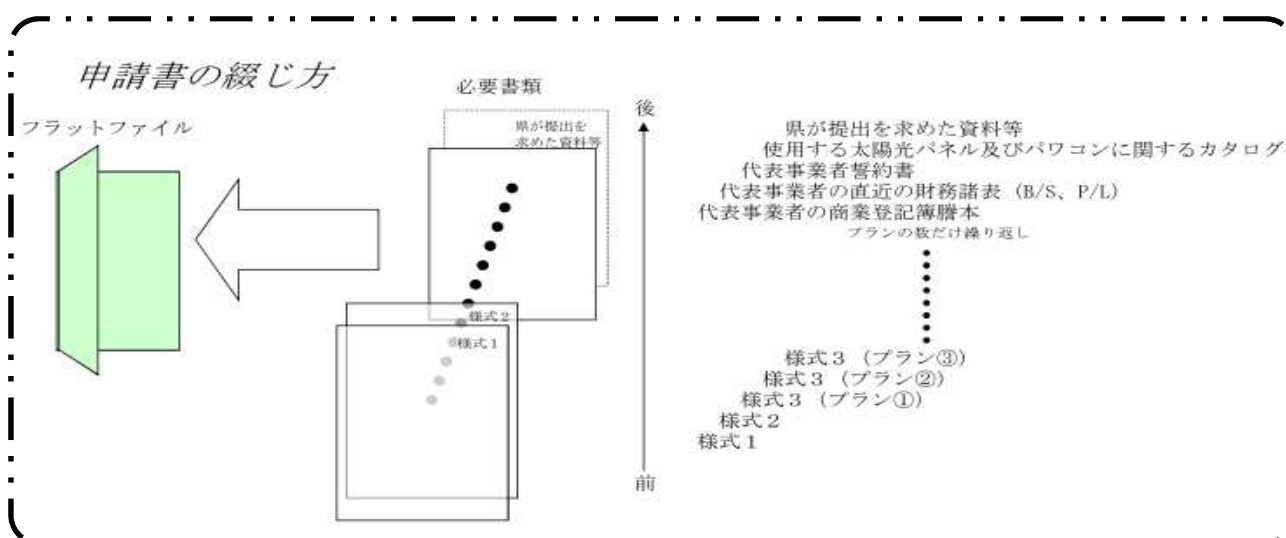 申請書の綴じ方
フラットファイル
必要書類
県が提出を
求めた資料等
様式２
様式１
後
前
県が提出を求めた資料等
使用する太陽光パネル及びパワコンに関するカタログ
代表事業者誓約書
代表事業者の直近の財務諸表（B/S、P/L）
代表事業者の商業登記簿謄本
プランの数だけ繰り返し
様式３（プラン③）
様式３（プラン②）
様式３（プラン①）
様式２
様式１